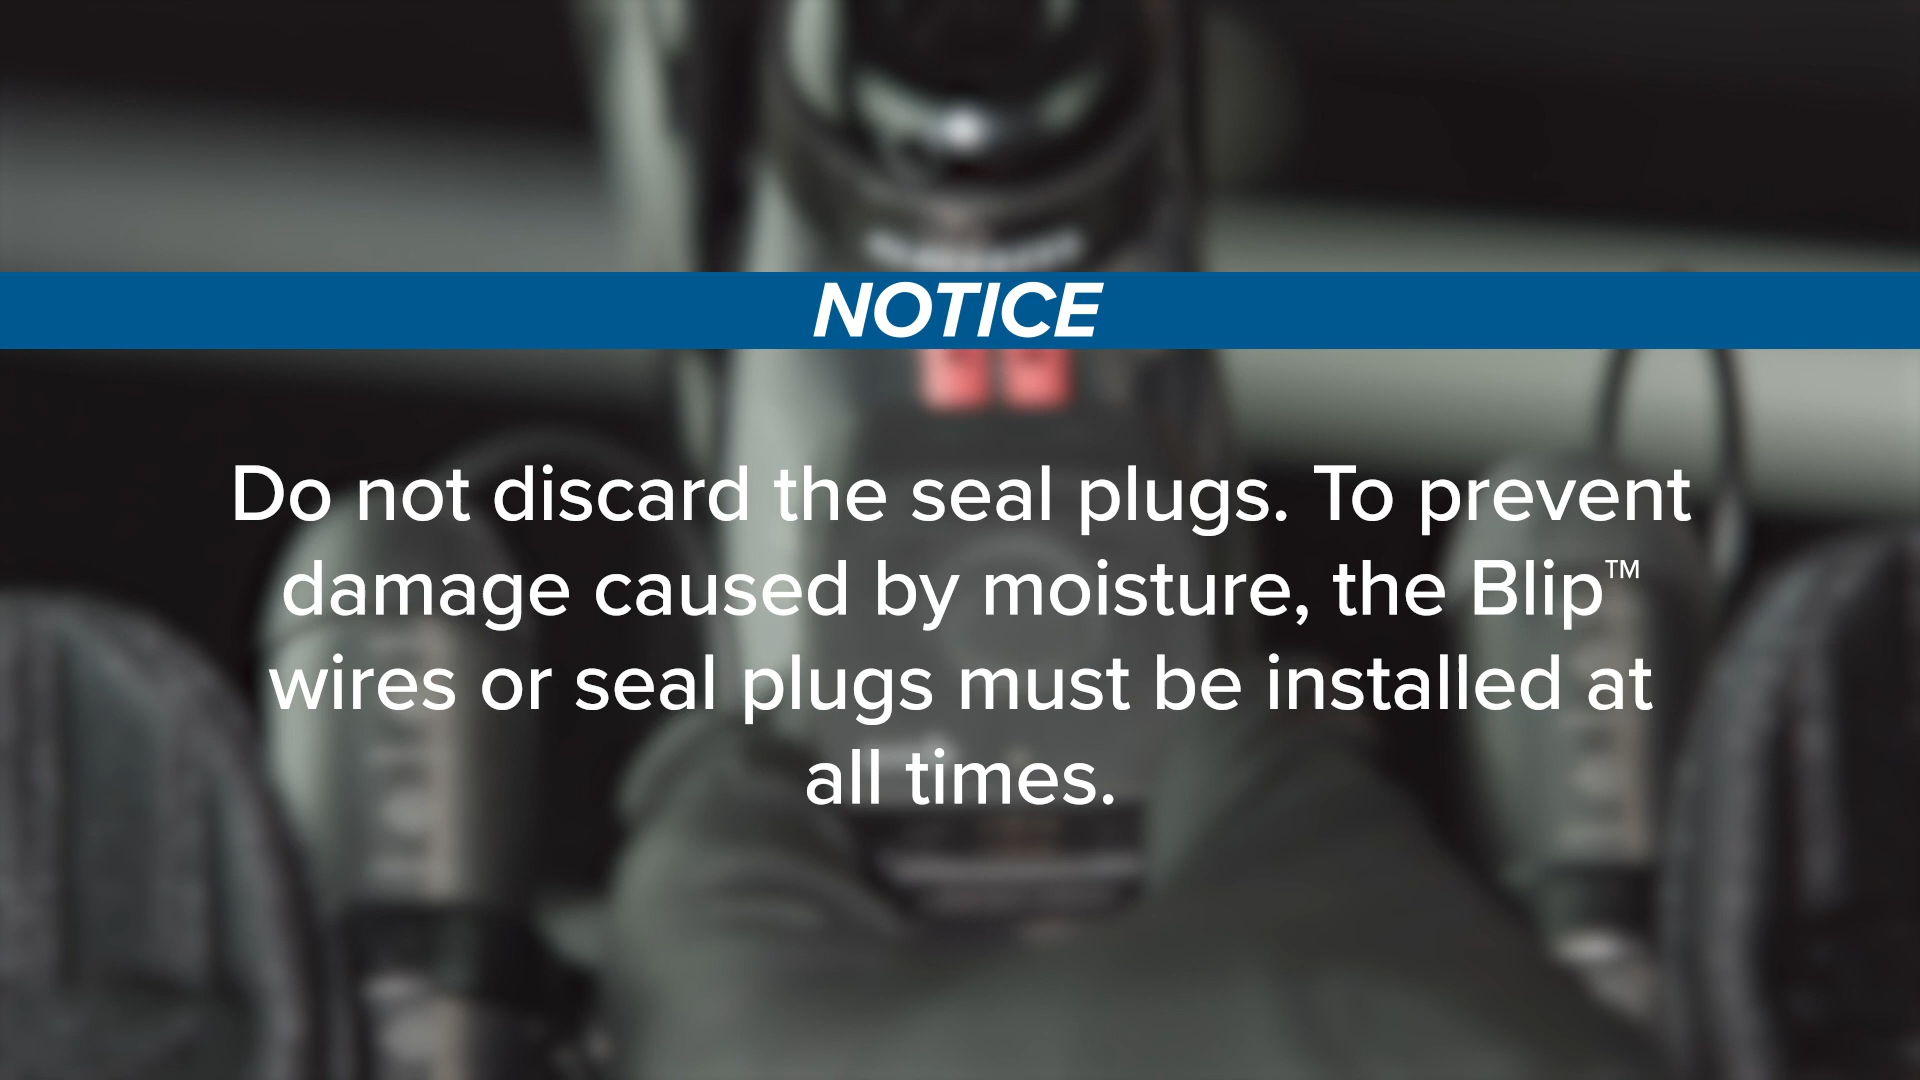 NOTICE
Do not discard the seal plugs. To prevent
damage caused by moisture, the Blip™
wires or seal plugs must be installed at
all times.